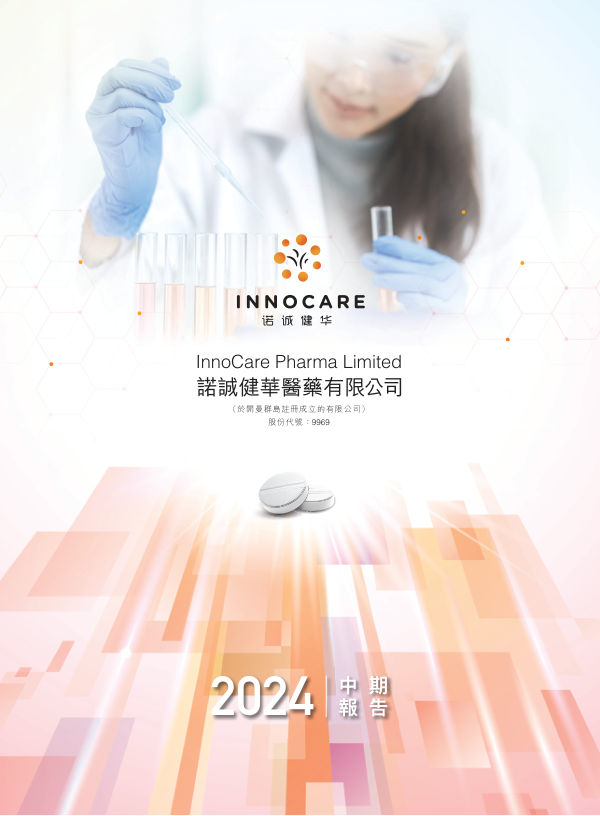 INNOCARE
诺诚健华
InnoCare Pharma Limited
諾誠健華醫藥有限公司
（於開曼群島註冊成立的有限公司）
股份代號：9969
2024 中期
報告